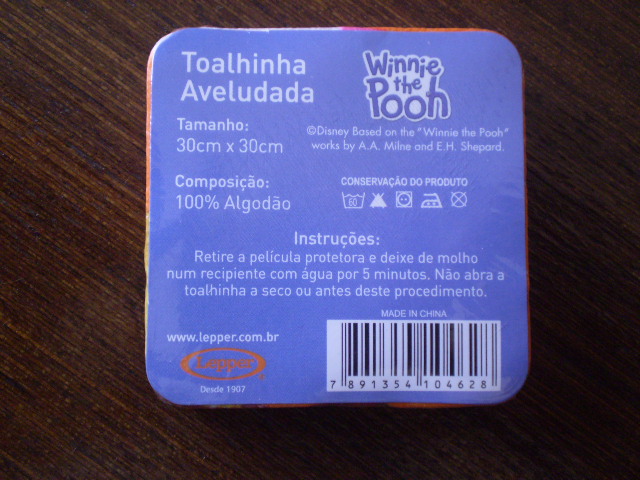 Toalhinha
Aveludada
Winnie
the
Pooh
Tamanho:
30cm x 30cm
©Disney Based on the "Winnie the Pooh"
works by A.A. Milne and E.H. Shepard.
Composição:
100% Algodão
CONSERVAÇÃO DO PRODUTO
60
Instruções:
Retire a película protetora e deixe de molho
num recipiente com água por 5 minutos. Não abra a
toalhinha a seco ou antes deste procedimento.
MADE IN CHINA
www.lepper.com.br
Lepper®
Desde 1907
7 891354 104628